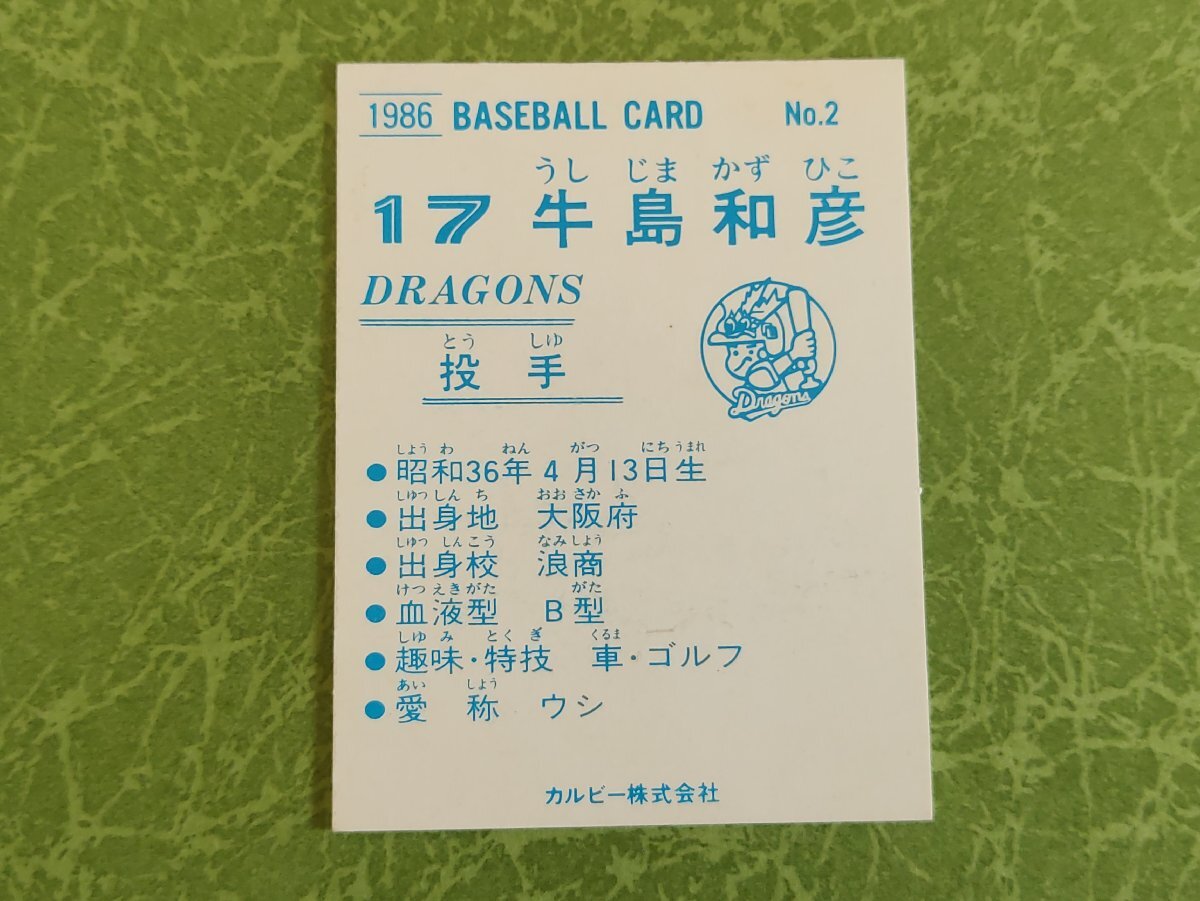 1986 BASEBALL CARD No.2
うし じま かず ひこ
17 牛島和彦
DRAGONS
とう しゅ
投手
Dragons
しょう わ ねん がつ にち うまれ
●昭和36年4月13日生
しゅつ しん ち おお さか ふ
●出身地 大阪府
しゅつ しん こう なみ しょう
●出身校 浪商
けつ えき がた がた
●血液型 B型
しゅ み とく ぎ くるま
●趣味・特技 車・ゴルフ
あい しょう
●愛称 ウシ
カルビー株式会社